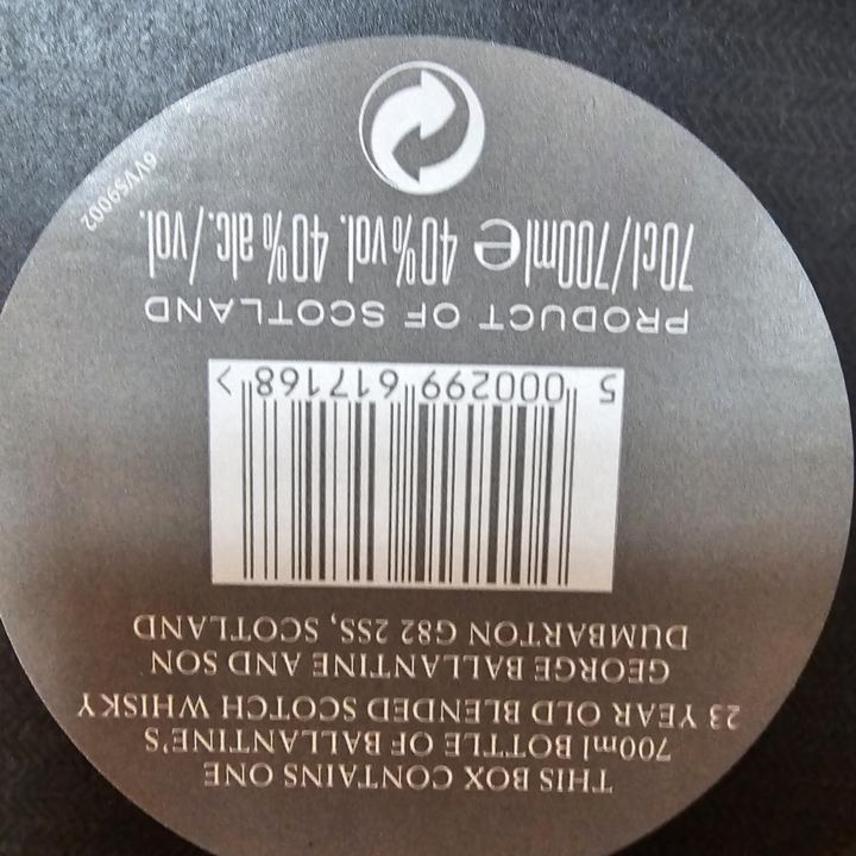 THIS BOX CONTAINS ONE
700ml BOTTLE OF BALLANTINE'S
23 YEAR OLD BLENDED SCOTCH WHISKY
GEORGE BALLANTINE AND SON
DUMBARTON G82 2SS, SCOTLAND
5 000299 617168 >
PRODUCT OF SCOTLAND
70cl/700ml e 40%vol. 40%alc./vol.
6VV59002